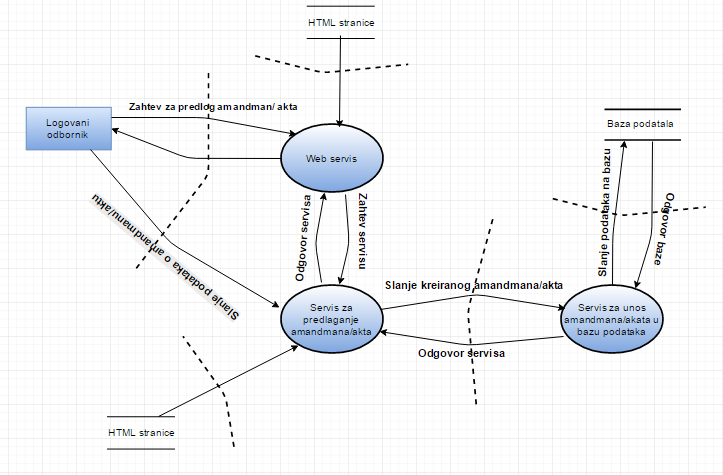 HTML stranice
Zahtev za predlog amandman/ akta
Logovani
odbornik
Baza podatala
Web servis
Slanje podataka o amandmanu/aktu
Odgovor servisa
Zahtev servisu
Slanje podataka na bazu
Odgovor baze
Slanje kreiranog amandmana/akta
Servis za
predlaganje
amandmana/akta
Servis za unos
amandmana/akata u
bazu podataka
Odgovor servisa
HTML stranice